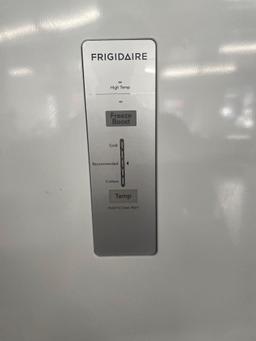 FRIGIDAIRE
High Temp
Freeze
Boost
Cold
Recommended
Coldest
Temp